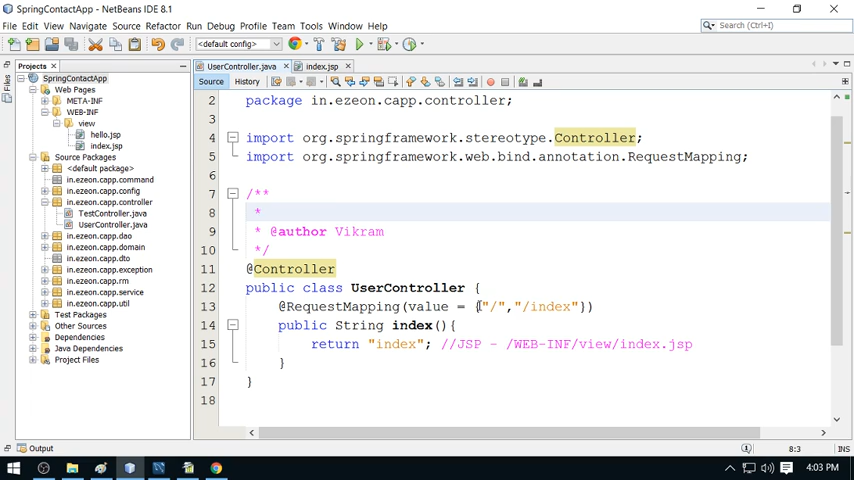 SpringContactApp - NetBeans IDE 8.1
File Edit View Navigate Source Refactor Run Debug Profile Team Tools Window Help
Search (Ctrl+I)
<default config>
Files
Projects
UserController.java
index.jsp
Source History
SpringContactApp
Web Pages
META-INF
WEB-INF
view
hello.jsp
index.jsp
Source Packages
<default package>
in.ezeon.capp.command
in.ezeon.capp.config
in.ezeon.capp.controller
TestController.java
UserController.java
in.ezeon.capp.dao
in.ezeon.capp.domain
in.ezeon.capp.dto
in.ezeon.capp.exception
in.ezeon.capp.rm
in.ezeon.capp.service
in.ezeon.capp.util
Test Packages
Other Sources
Dependencies
Java Dependencies
Project Files
2 package in.ezeon.capp.controller;
3
4 import org.springframework.stereotype.Controller;
5 import org.springframework.web.bind.annotation.RequestMapping;
6
7 /**
8 *
9 * @author Vikram
10 */
11 @Controller
12 public class UserController {
13 @RequestMapping(value = {"/","/index"})
14 public String index(){
15 return "index"; //JSP - /WEB-INF/view/index.jsp
16 }
17 }
18
Output
8:3 INS
4:03 PM